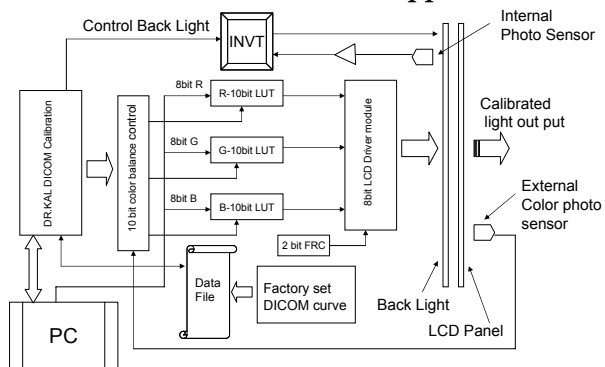 Control Back Light
INVT
Internal
Photo Sensor
8bit R
R-10bit LUT
8bit G
G-10bit LUT
8bit B
B-10bit LUT
DR.KAL DICOM Calibration
10 bit color balance control
8bit LCD Driver module
Calibrated
light out put
External
Color photo
sensor
2 bit FRC
Data
File
Factory set
DICOM curve
Back Light
LCD Panel
PC